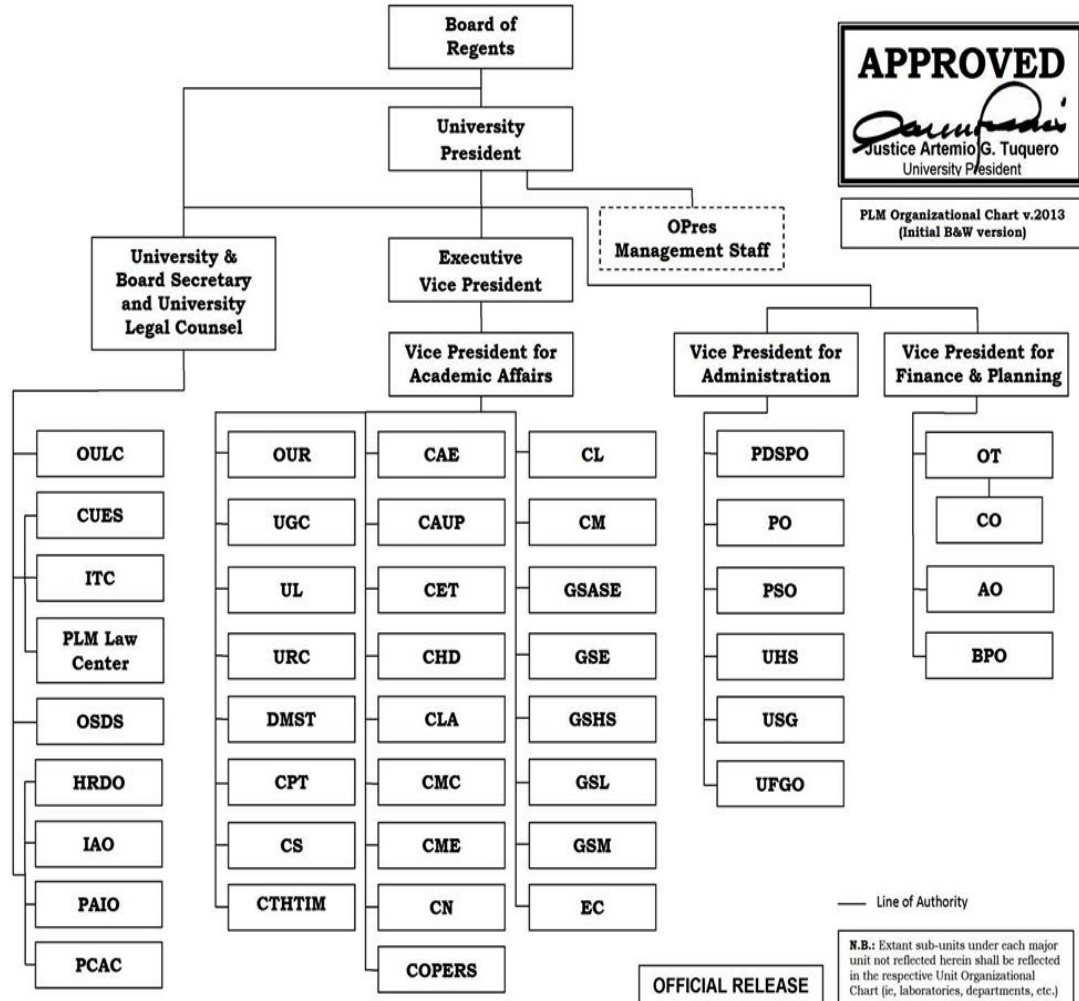 Board of
Regents
APPROVED
Justice Artemio G. Tuquero
University President
University
President
PLM Organizational Chart v.2013
(Initial B&W version)
OPres
Management Staff
University &
Board Secretary
and University
Legal Counsel
Executive
Vice President
Vice President for
Academic Affairs
Vice President for
Administration
Vice President for
Finance & Planning
OULC
CUES
ITC
PLM Law
Center
OSDS
HRDO
IAO
PAIO
PCAC
OUR
UGC
UL
URC
DMST
CPT
CS
CTHTIM
CAE
CAUP
CET
CHD
CLA
CMC
CME
CN
COPERS
CL
CM
GSASE
GSE
GSHS
GSL
GSM
EC
PDSPO
PO
PSO
UHS
USG
UFGO
OT
CO
AO
BPO
Line of Authority
N.B.: Extant sub-units under each major
unit not reflected herein shall be reflected
in the respective Unit Organizational
Chart (ie, laboratories, departments, etc.)
OFFICIAL RELEASE